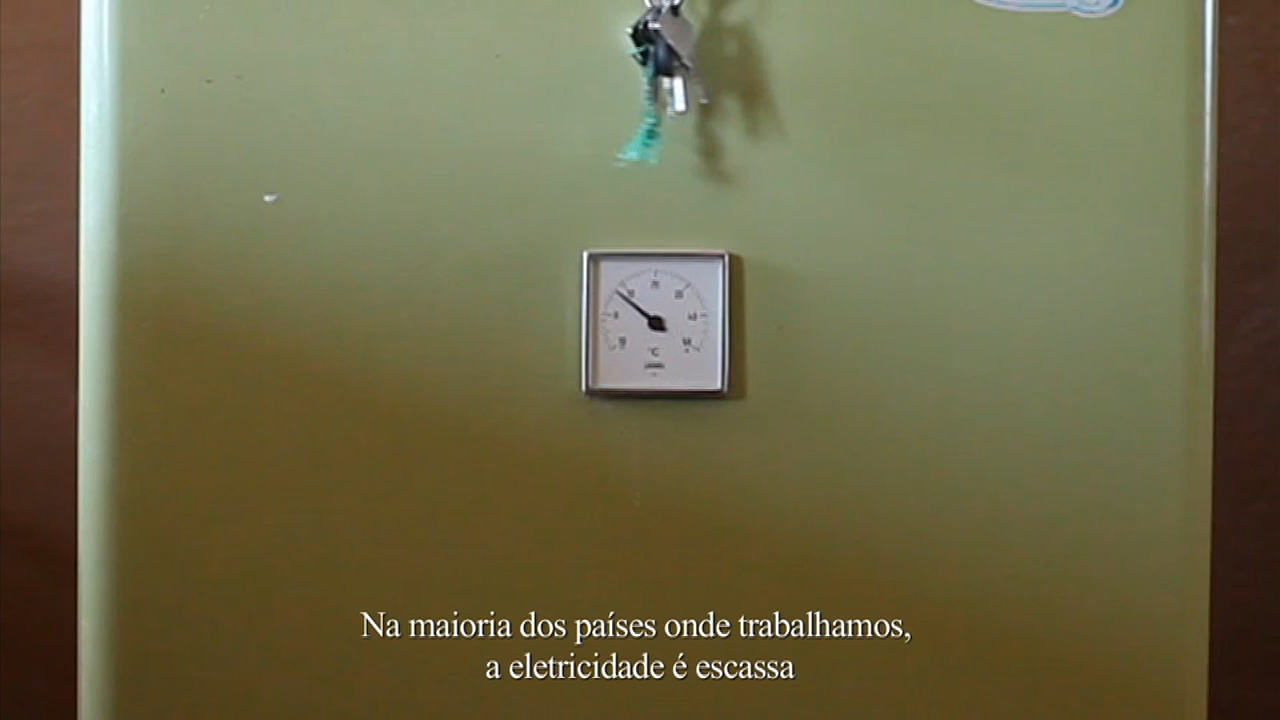 °C
Na maioria dos países onde trabalhamos,
a eletricidade é escassa